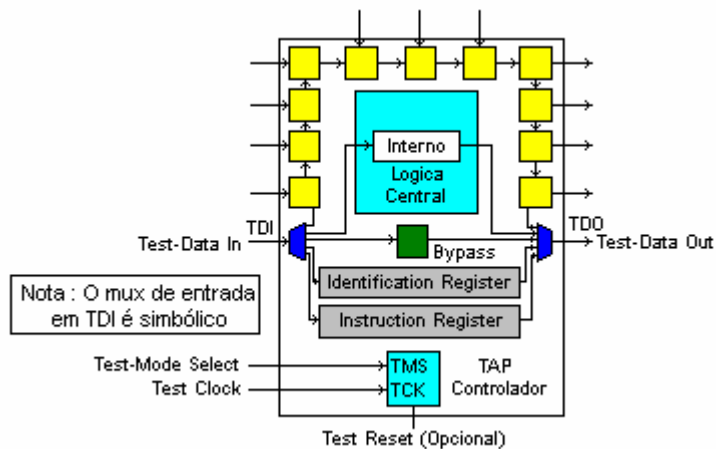 Interno
Logica
Central
TDI
TDO
Test-Data In
Test-Data Out
Bypass
Nota : O mux de entrada
em TDI é simbólico
Identification Register
Instruction Register
Test-Mode Select
TMS
TAP
Test Clock
TCK
Controlador
Test Reset (Opcional)